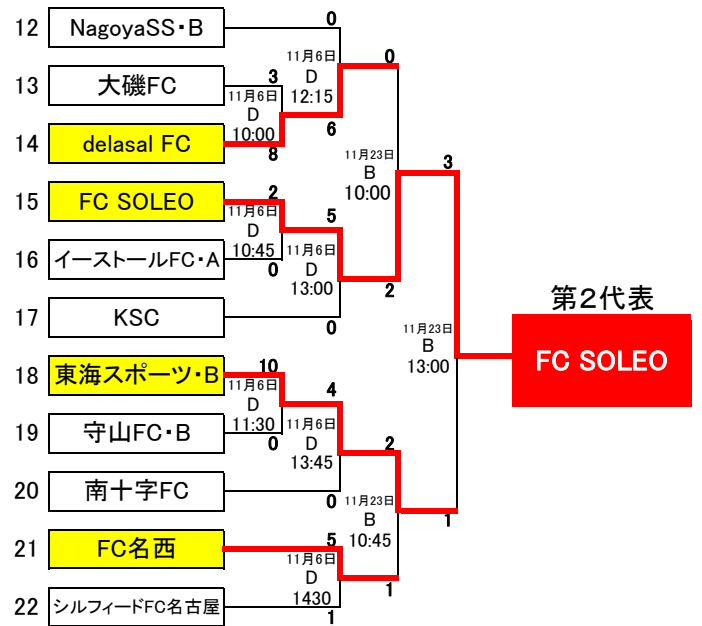 12 NagoyaSS・B
13 大磯FC
14 delasal FC
15 FC SOLEO
16 イーストールFC・A
17 KSC
18 東海スポーツ・B
19 守山FC・B
20 南十字FC
21 FC名西
22 シルフィードFC名古屋
3
11月6日
D
10:00
8
2
11月6日
D
10:45
0
10
11月6日
D
11:30
0
0
11月6日
D
12:15
6
5
11月6日
D
13:00
0
4
11月6日
D
13:45
0
5
11月6日
D
1430
1
0
11月23日
B
10:00
2
2
11月23日
B
10:45
1
3
11月23日
B
13:00
1
第2代表
FC SOLEO